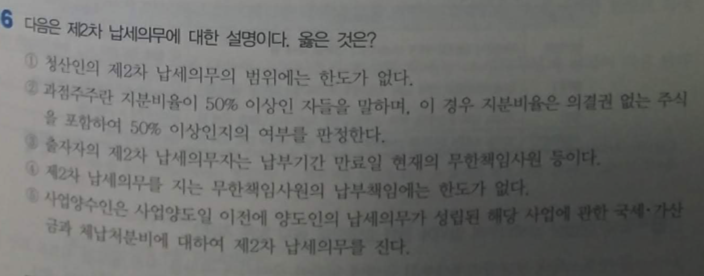 6 다음은 제2차 납세의무에 대한 설명이다. 옳은 것은?
① 청산인의 제2차 납세의무의 범위에는 한도가 없다.
② 과점주주란 지분비율이 50% 이상인 자들을 말하며, 이 경우 지분비율은 의결권 없는 주식
을 포함하여 50% 이상인지의 여부를 판정한다.
③ 출자자의 제2차 납세의무자는 납부기간 만료일 현재의 무한책임사원 등이다.
④ 제2차 납세의무를 지는 무한책임사원의 납부책임에는 한도가 없다.
⑤ 사업양수인은 사업양도일 이전에 양도인의 납세의무가 성립된 해당 사업에 관한 국세·가산
금과 체납처분비에 대하여 제2차 납세의무를 진다.